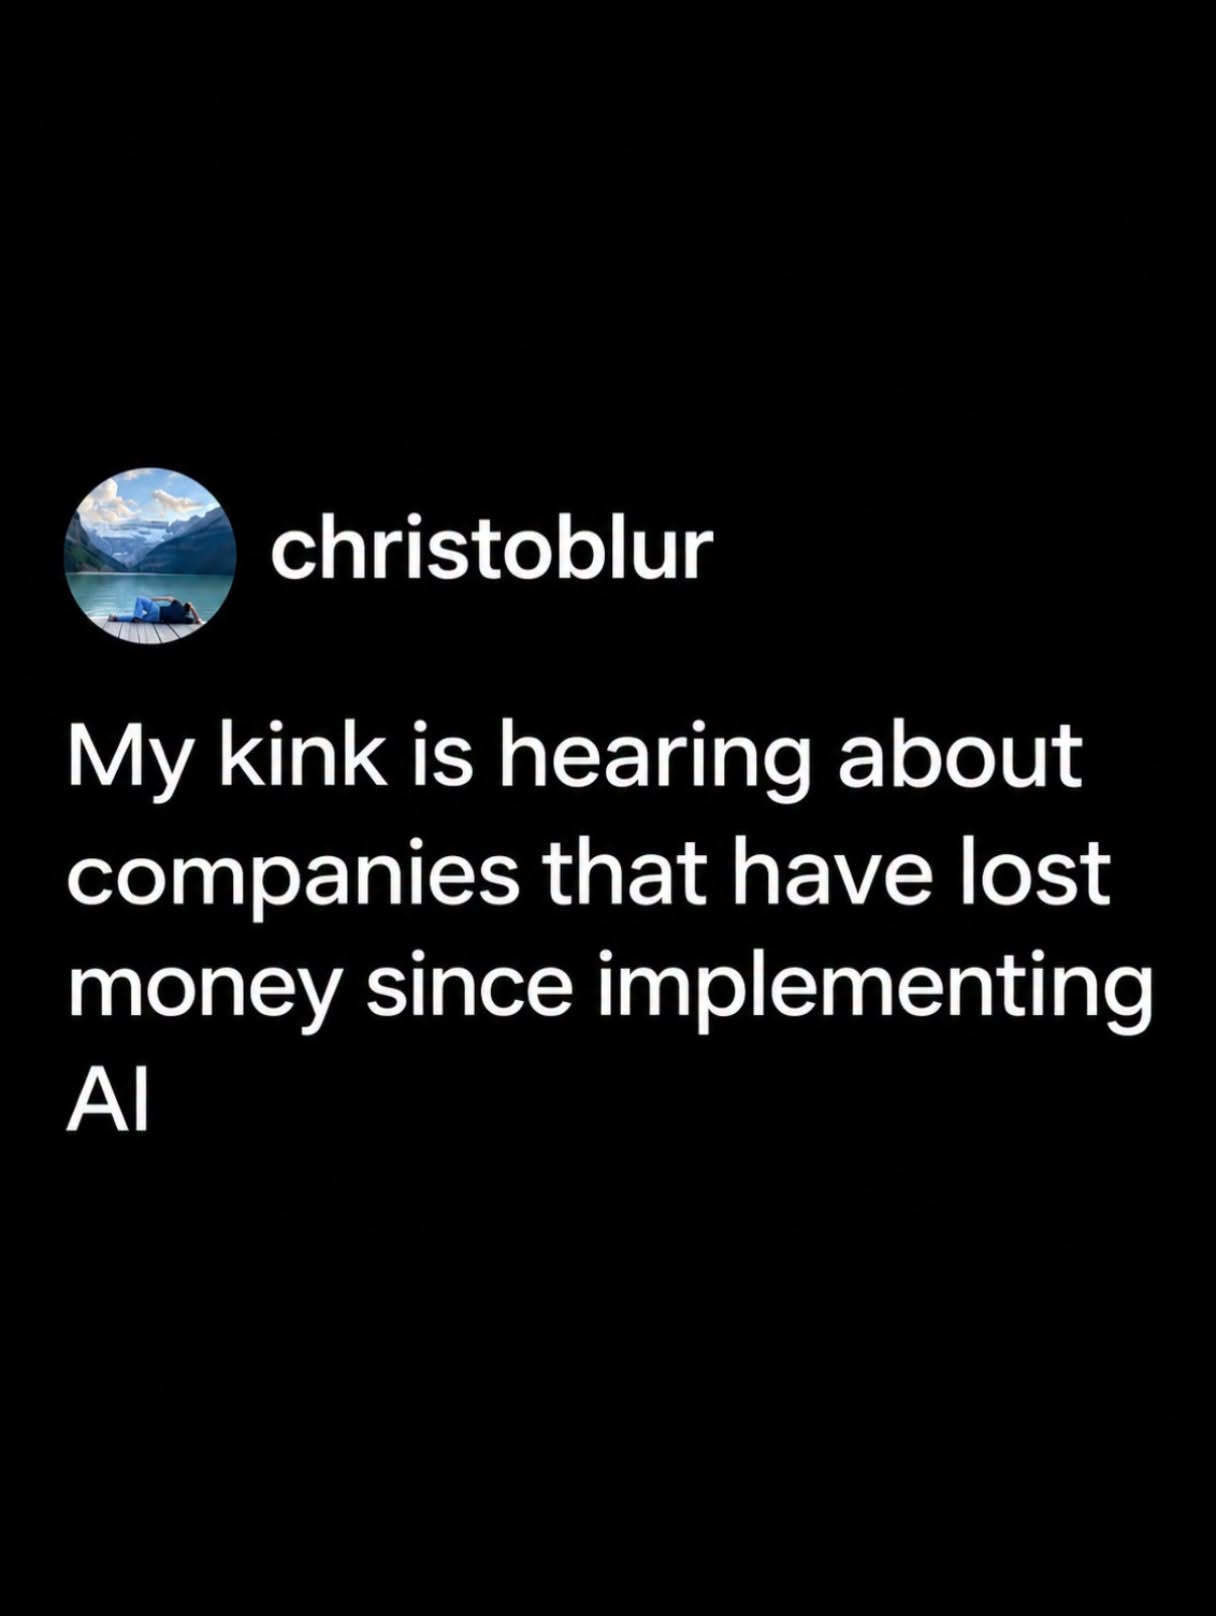 christoblur
My kink is hearing about
companies that have lost
money since implementing
AI